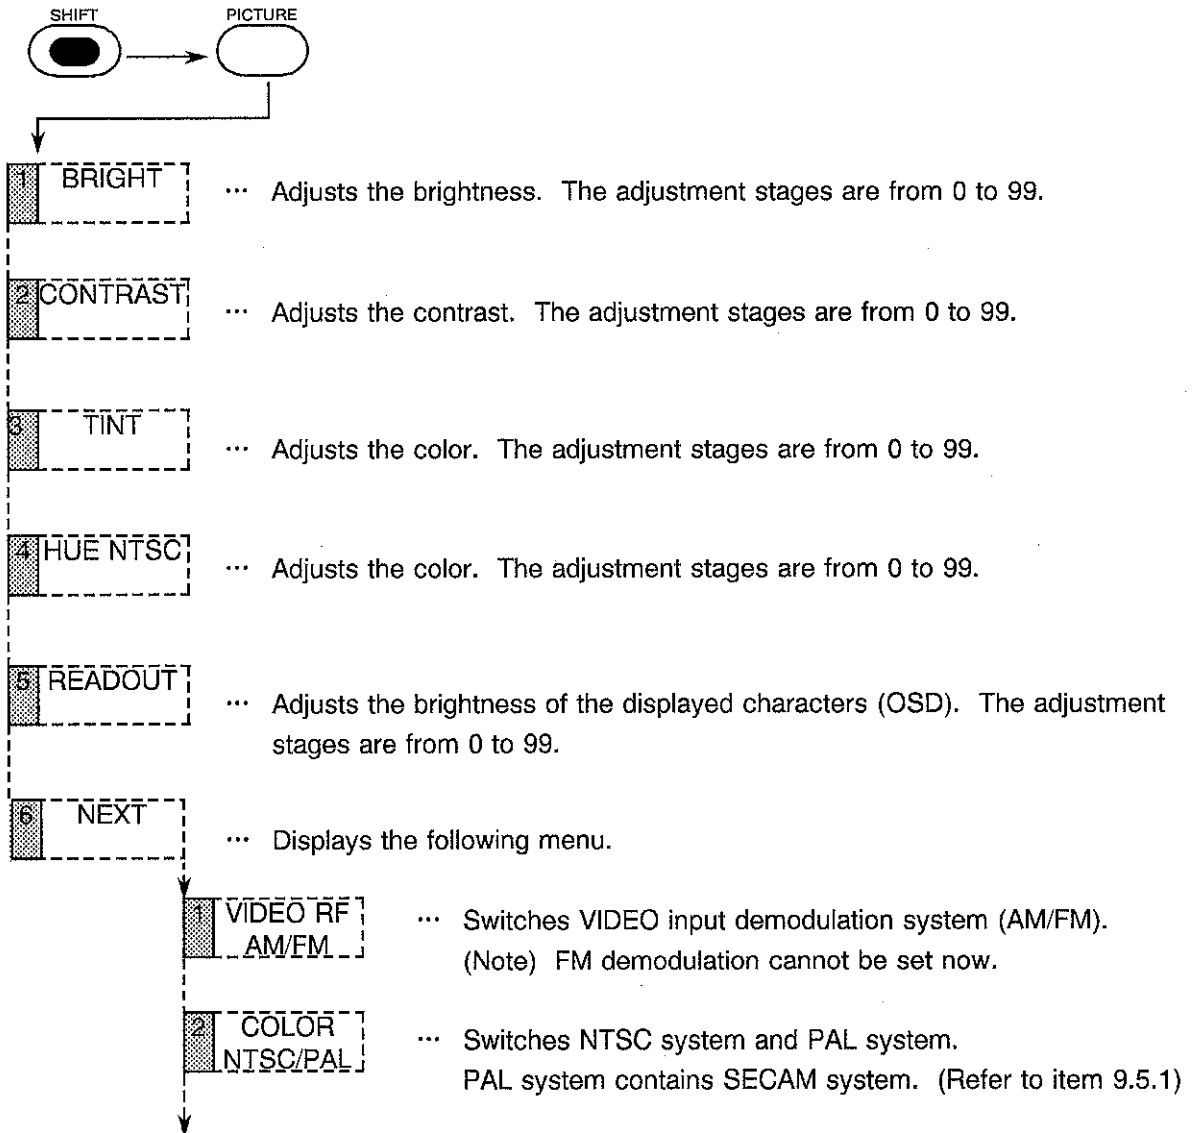 SHIFT PICTURE
1 BRIGHT ··· Adjusts the brightness. The adjustment stages are from 0 to 99.
2 CONTRAST ··· Adjusts the contrast. The adjustment stages are from 0 to 99.
3 TINT ··· Adjusts the color. The adjustment stages are from 0 to 99.
4 HUE NTSC ··· Adjusts the color. The adjustment stages are from 0 to 99.
5 READOUT ··· Adjusts the brightness of the displayed characters (OSD). The adjustment
stages are from 0 to 99.
6 NEXT ··· Displays the following menu.
1 VIDEO RF ··· Switches VIDEO input demodulation system (AM/FM).
AM/FM (Note) FM demodulation cannot be set now.
2 COLOR ··· Switches NTSC system and PAL system.
NTSC/PAL PAL system contains SECAM system. (Refer to item 9.5.1)